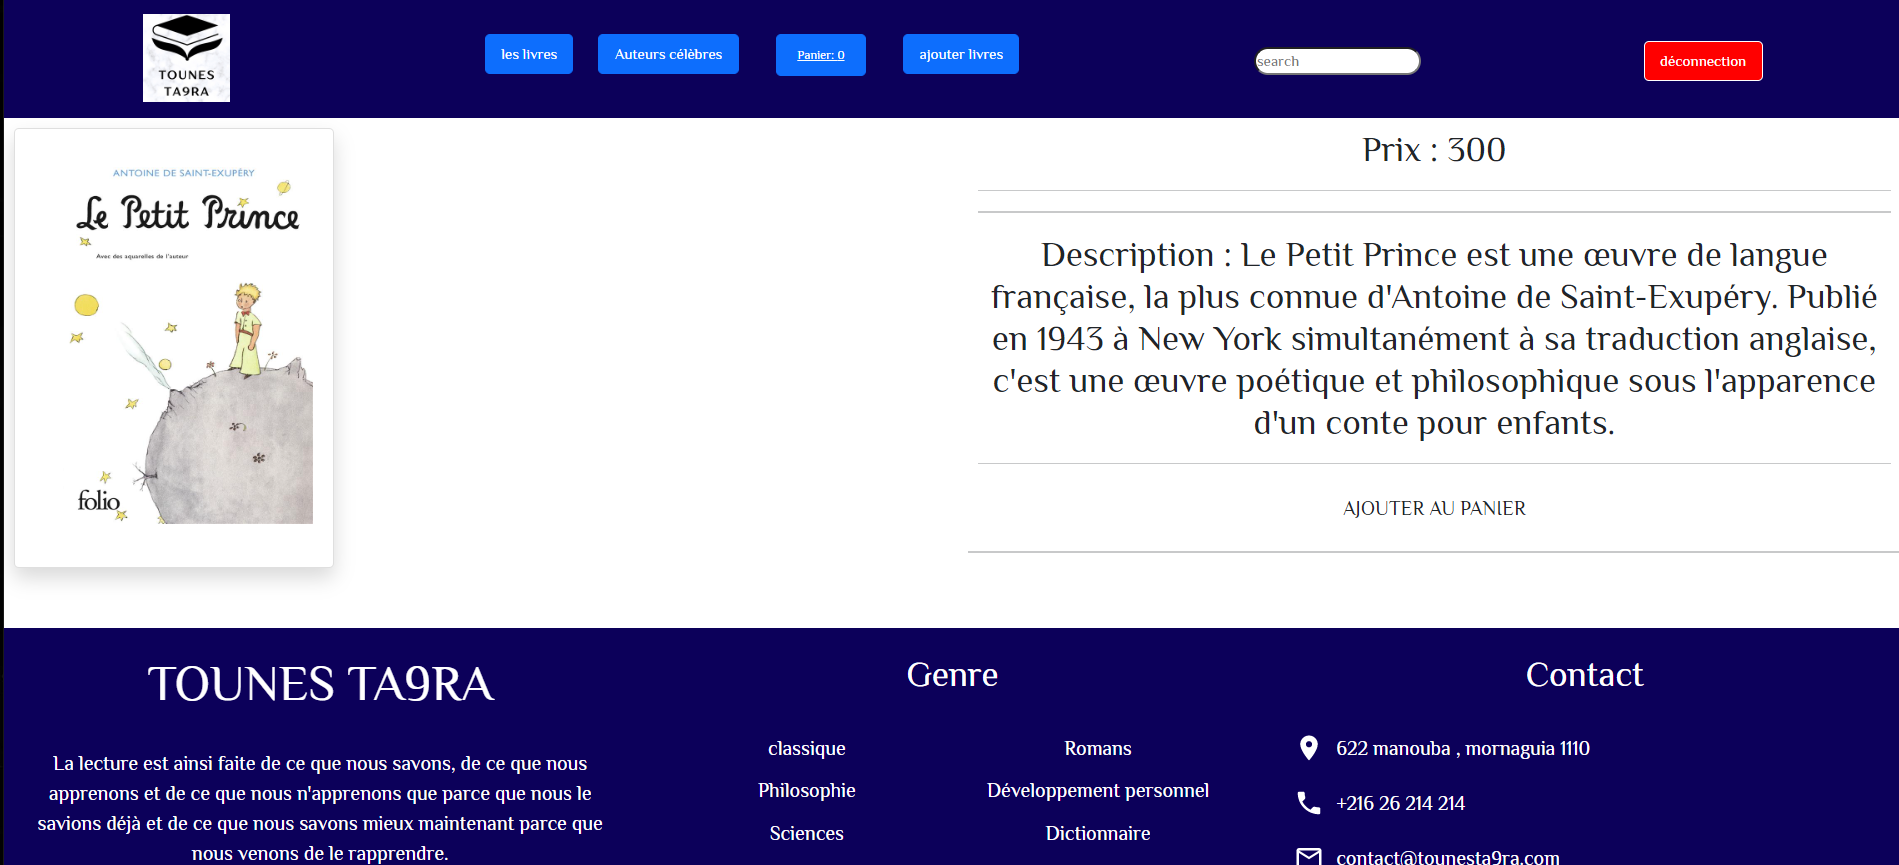 TOUNES
TA9RA
les livres
Auteurs célèbres
Panier: 0
ajouter livres
search
déconnection
ANTOINE DE SAINT-EXUPÉRY
Le Petit Prince
Avec des aquarelles de l'auteur
folio
Prix : 300
Description : Le Petit Prince est une œuvre de langue
française, la plus connue d'Antoine de Saint-Exupéry. Publié
en 1943 à New York simultanément à sa traduction anglaise,
c'est une œuvre poétique et philosophique sous l'apparence
d'un conte pour enfants.
AJOUTER AU PANIER
TOUNES TA9RA
La lecture est ainsi faite de ce que nous savons, de ce que nous
apprenons et de ce que nous n'apprenons que parce que nous le
savions déjà et de ce que nous savons mieux maintenant parce que
nous venons de le rapprendre.
Genre
classique
Romans
Philosophie
Développement personnel
Sciences
Dictionnaire
Contact
622 manouba , mornaguia 1110
+216 26 214 214
contact@tounesta9ra.com